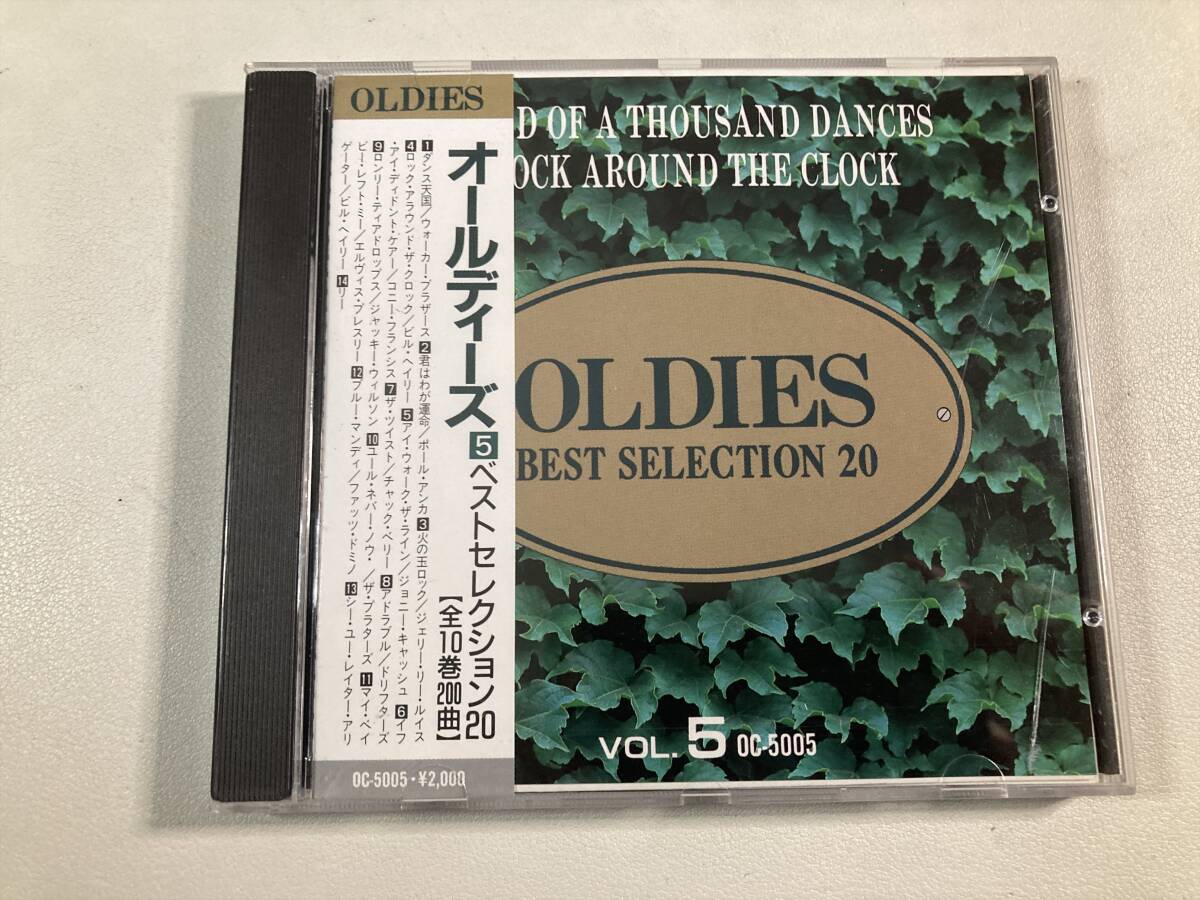 OLDIES
オールディーズ5ベストセレクション20
【全10巻200曲】
1ダンス天国/ウォーカー・ブラザース 2君はわが運命/ポール・アンカ 3火の玉ロック/ジェリー・リー・ルイス
4ロック・アラウンド・ザ・クロック/ビル・ヘイリー 5アイ・ウォーク・ザ・ライン/ジョニー・キャッシュ 6イフ
・アイ・ディドント・ケアー/コニー・フランシス 7ザ・ツイスト/チャック・ベリー 8アドラブル/ドリフターズ
9ロンリー・ティアドロップス/ジャッキー・ウィルソン 10ユール・ネバー・ノウ・/ザ・プラターズ 11マイ・ベイ
ビー・レフト・ミー/エルヴィス・プレスリー 12ブルー・マンディ/ファッツ・ドミノ 13シー・ユー・レイター・アリ
ゲーター/ビル・ヘイリー 14リー
OC-5005・¥2,000
D OF A THOUSAND DANCES
OCK AROUND THE CLOCK
OLDIES
BEST SELECTION 20
VOL. 5 OC-5005